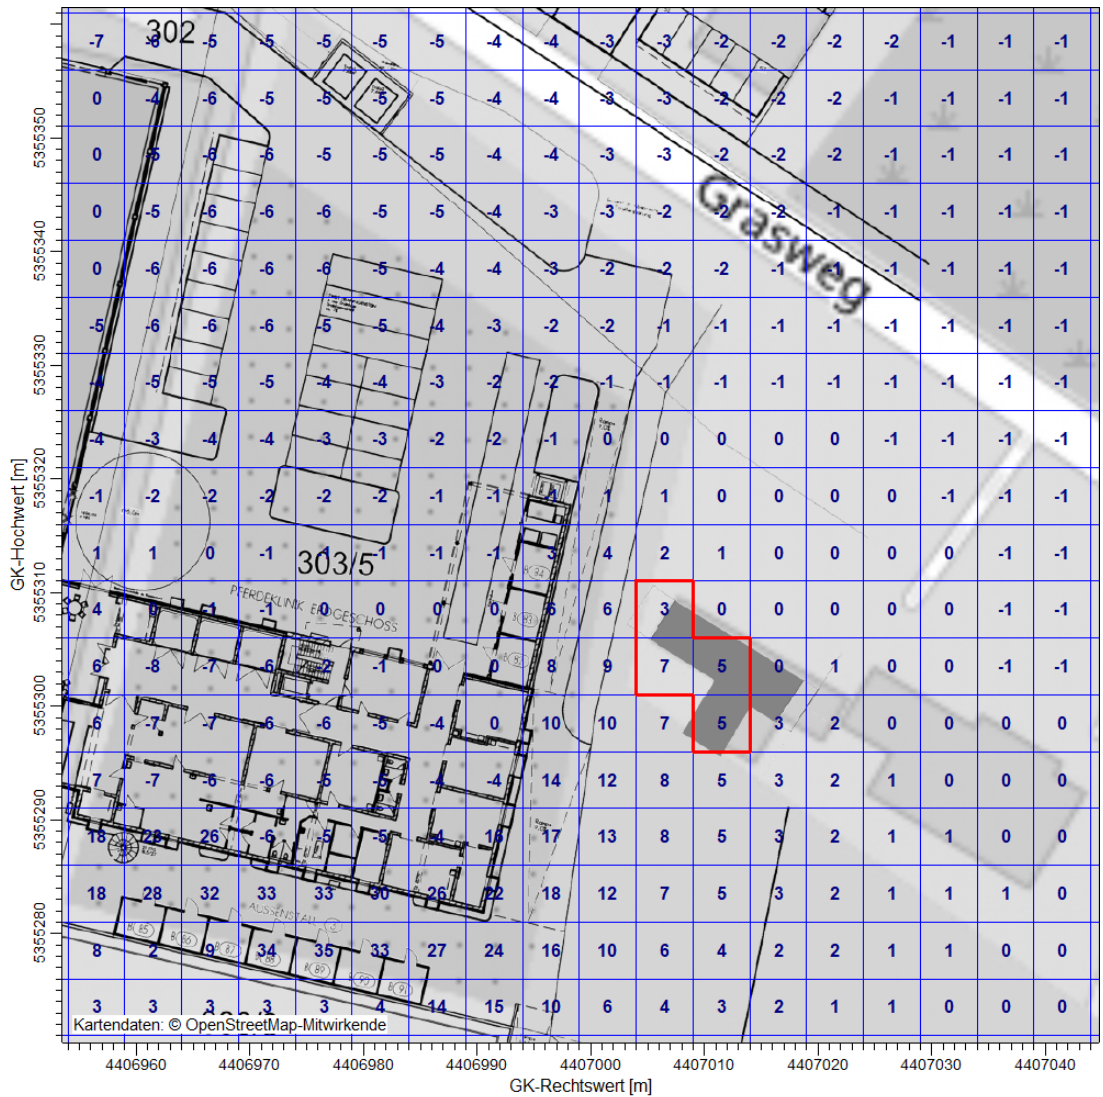 302
-7 -6 -5 -5 -5 -5 -5 -4 -4 -3 -3 -2 -2 -2 -2 -1 -1 -1
0 -4 -6 -5 -5 -5 -5 -4 -4 -3 -3 -2 -2 -2 -1 -1 -1 -1
0 -5 -6 -6 -5 -5 -5 -4 -4 -3 -3 -2 -2 -2 -1 -1 -1 -1
0 -5 -6 -6 -6 -5 -5 -4 -3 -3 -2 -2 -2 -1 -1 -1 -1 -1
Grasweg
0 -6 -6 -6 -6 -5 -4 -4 -3 -2 -2 -2 -1 -1 -1 -1 -1 -1
-5 -6 -6 -6 -5 -5 -4 -3 -2 -2 -1 -1 -1 -1 -1 -1 -1 -1
-4 -5 -5 -5 -4 -4 -3 -2 -2 -1 -1 -1 -1 -1 -1 -1 -1 -1
-4 -3 -4 -4 -3 -3 -2 -2 -1 0 0 0 0 0 -1 -1 -1 -1
-1 -2 -2 -2 -2 -2 -1 -1 -1 1 1 0 0 0 0 -1 -1 -1
1 1 0 -1 -1 -1 -1 -1 3 4 2 1 0 0 0 0 -1 -1
303/5
PFERDEKLINIK ERDGESCHOSS
4 0 -1 -1 0 0 0 0 6 6 3 0 0 0 0 0 -1 -1
6 -8 -7 -6 -2 -1 0 0 8 9 7 5 0 1 0 0 -1 -1
6 -7 -7 -6 -6 -5 -4 0 10 10 7 5 3 2 0 0 0 0
7 -7 -6 -6 -6 -5 -4 -4 14 12 8 5 3 2 1 0 0 0
18 23 26 -6 -5 -5 -4 16 17 13 8 5 3 2 1 1 0 0
18 28 32 33 33 30 26 22 18 12 7 5 3 2 1 1 1 0
AUSSENSTALL
8 2 9 34 35 33 27 24 16 10 6 4 2 2 1 1 0 0
3 3 3 3 3 4 14 15 10 6 4 3 2 1 1 0 0 0
Kartendaten: © OpenStreetMap-Mitwirkende
GK-Hochwert [m]
5355350
5355340
5355330
5355320
5355310
5355300
5355290
5355280
4406960 4406970 4406980 4406990 4407000 4407010 4407020 4407030 4407040
GK-Rechtswert [m]